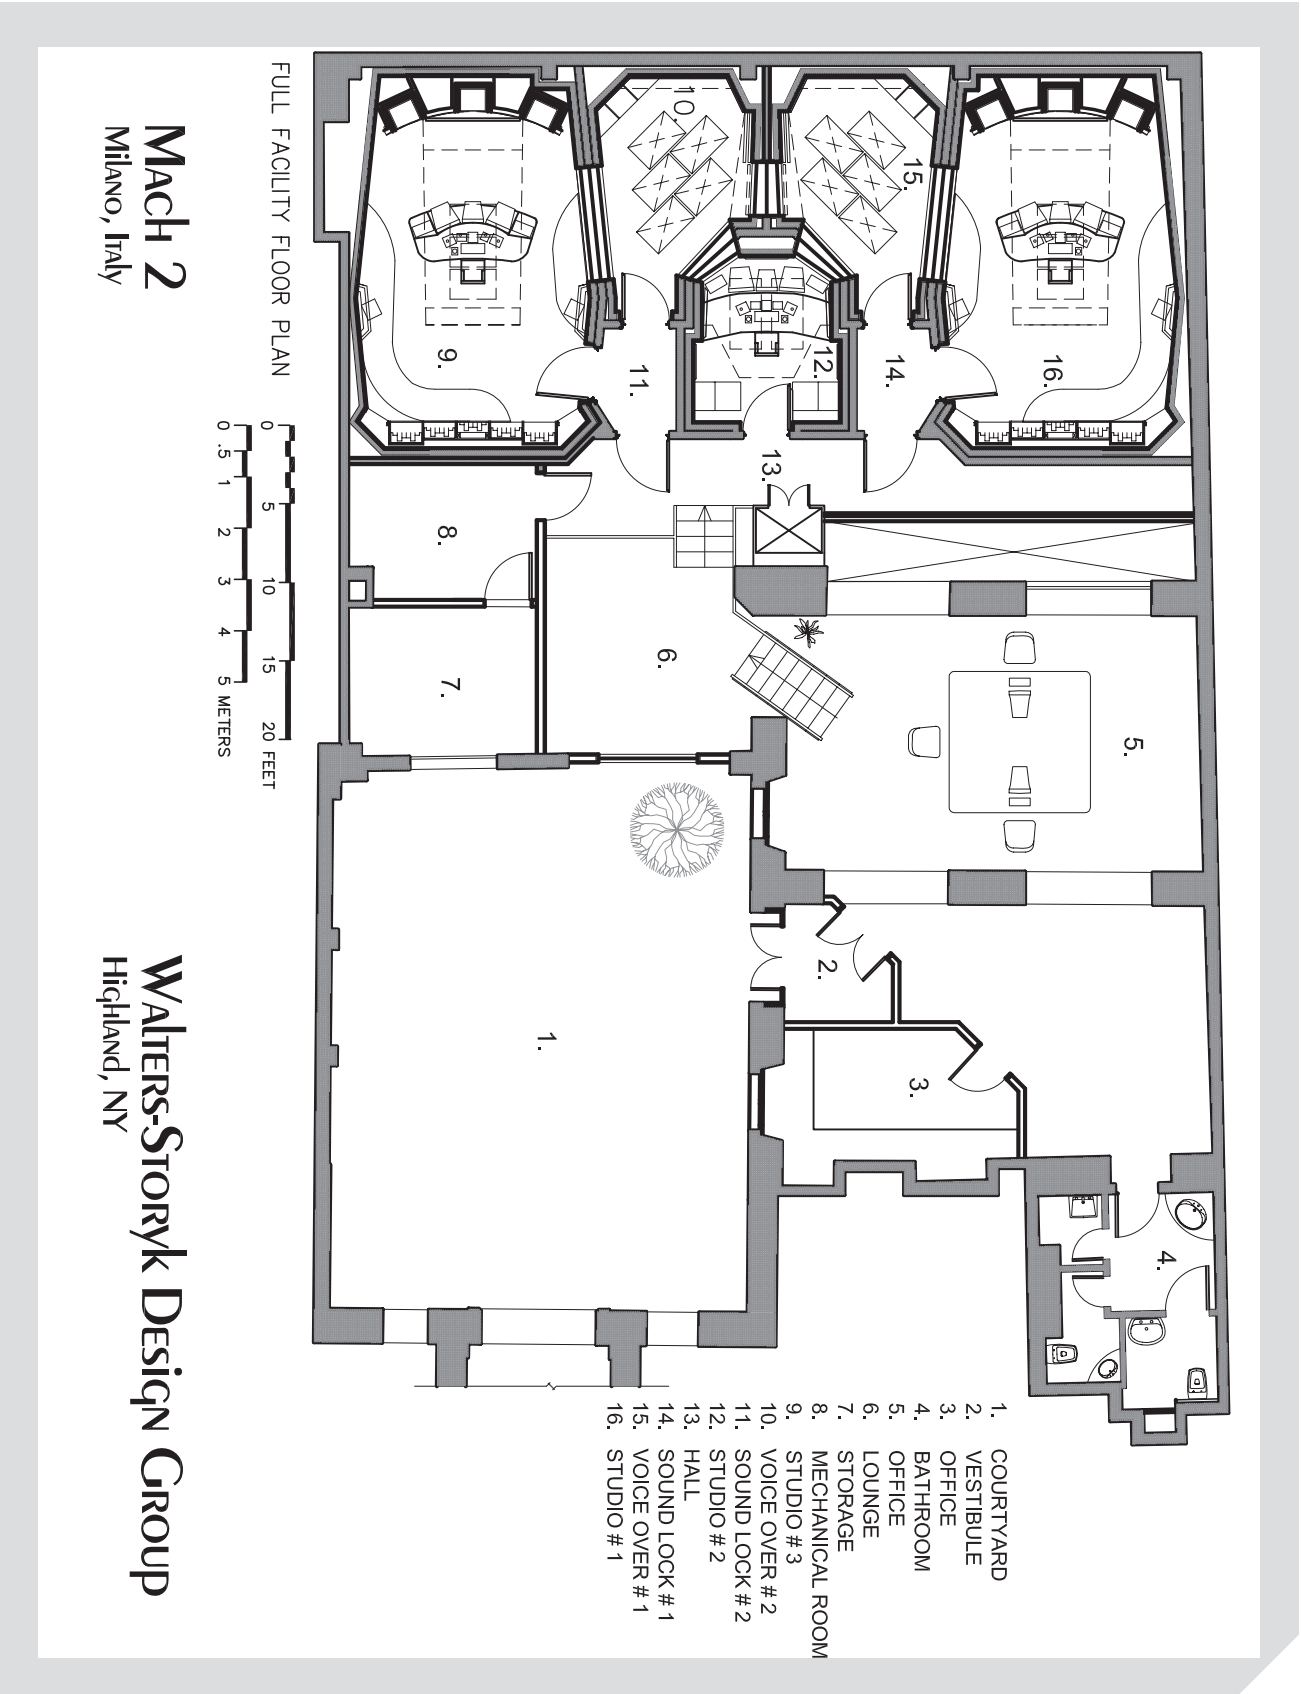 10.
15.
9.
11.
12.
14.
16.
13.
8.
7.
6.
5.
2.
3.
1.
4.
1. COURTYARD
2. VESTIBULE
3. OFFICE
4. BATHROOM
5. OFFICE
6. LOUNGE
7. STORAGE
8. MECHANICAL ROOM
9. STUDIO # 3
10. VOICE OVER # 2
11. SOUND LOCK # 2
12. STUDIO # 2
13. HALL
14. SOUND LOCK # 1
15. VOICE OVER # 1
16. STUDIO # 1
FULL FACILITY FLOOR PLAN
0 5 10 15 20 FEET
0 .5 1 2 3 4 5 METERS
Mach 2
Milano, Italy
Walters-Storyk Design Group
Highland, NY